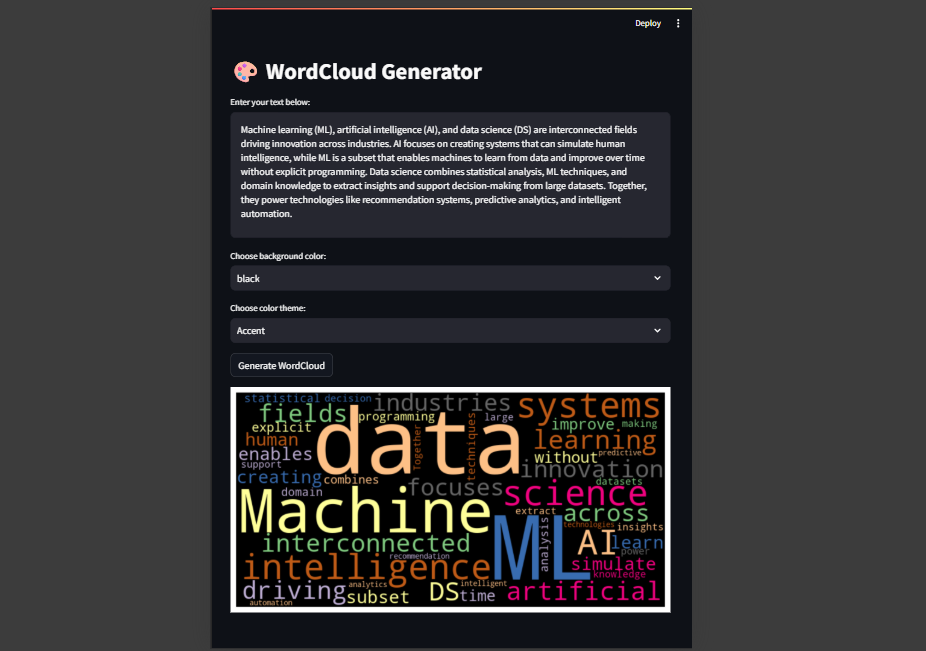 Deploy
WordCloud Generator
Enter your text below:
Machine learning (ML), artificial intelligence (AI), and data science (DS) are interconnected fields
driving innovation across industries. AI focuses on creating systems that can simulate human
intelligence, while ML is a subset that enables machines to learn from data and improve over time
without explicit programming. Data science combines statistical analysis, ML techniques, and
domain knowledge to extract insights and support decision-making from large datasets. Together,
they power technologies like recommendation systems, predictive analytics, and intelligent
automation.
Choose background color:
black
Choose color theme:
Accent
Generate WordCloud
statistical
decision
industries
systems
fields
programming
large
improve
making
explicit
data
Together
techniques
human
learning
enables
without
predictive
support
innovation
creating
combines
datasets
domain
focuses
science
Machine
extract
across
technologies
insights
interconnected
ML
analysis
AI
learn
recommendation
power
intelligence
simulate
knowledge
driving
analytics
intelligent
subset
DS
time
artificial
automation